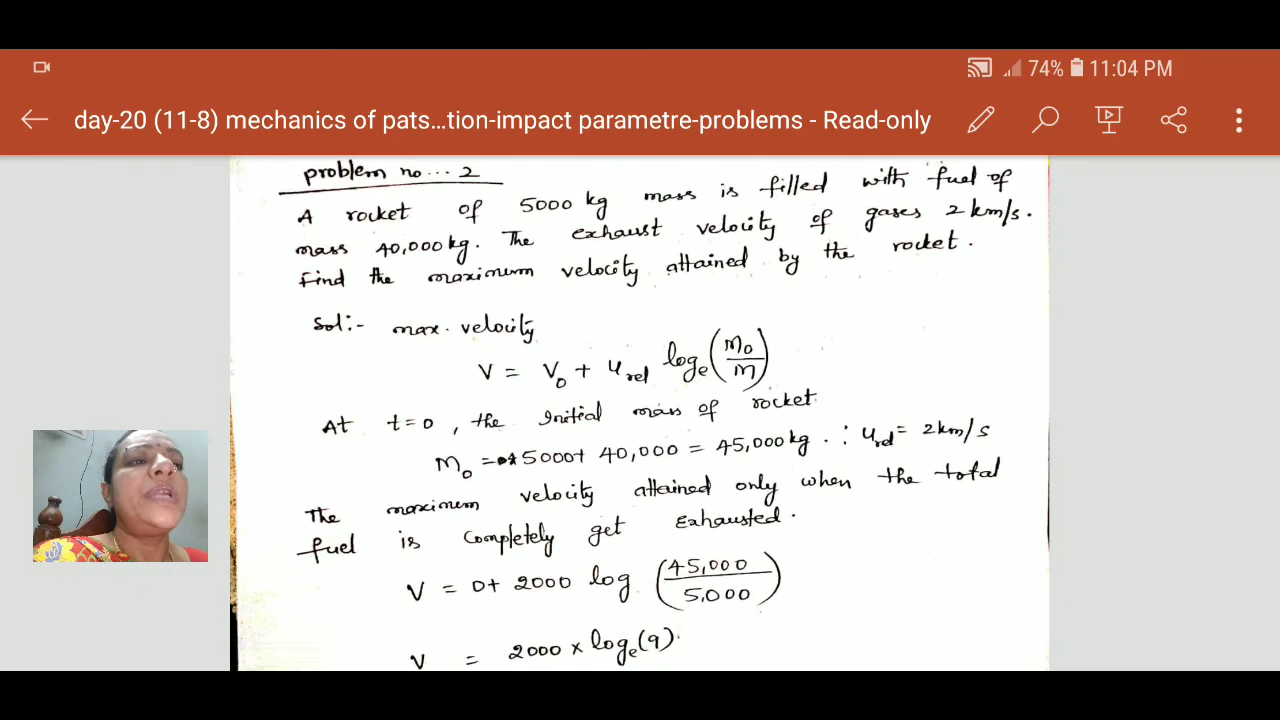 74% 11:04 PM
day-20 (11-8) mechanics of pats...tion-impact parametre-problems - Read-only
problem no ... 2
A rocket of 5000 kg mass is filled with fuel of
mass 40,000 kg. The exhaust velocity of gases 2 km/s.
Find the maximum velocity attained by the rocket.
Sol:- max. velocity
V = V₀ + u_rel logₑ(M₀/M)
At t=0, the initial mass of rocket
M₀ = 5000 + 40,000 = 45,000 kg. ∴ u_rel = 2 km/s
The maximum velocity attained only when the total
fuel is completely get Exhausted.
V = 0 + 2000 log (45,000/5,000)
V = 2000 × logₑ(9).